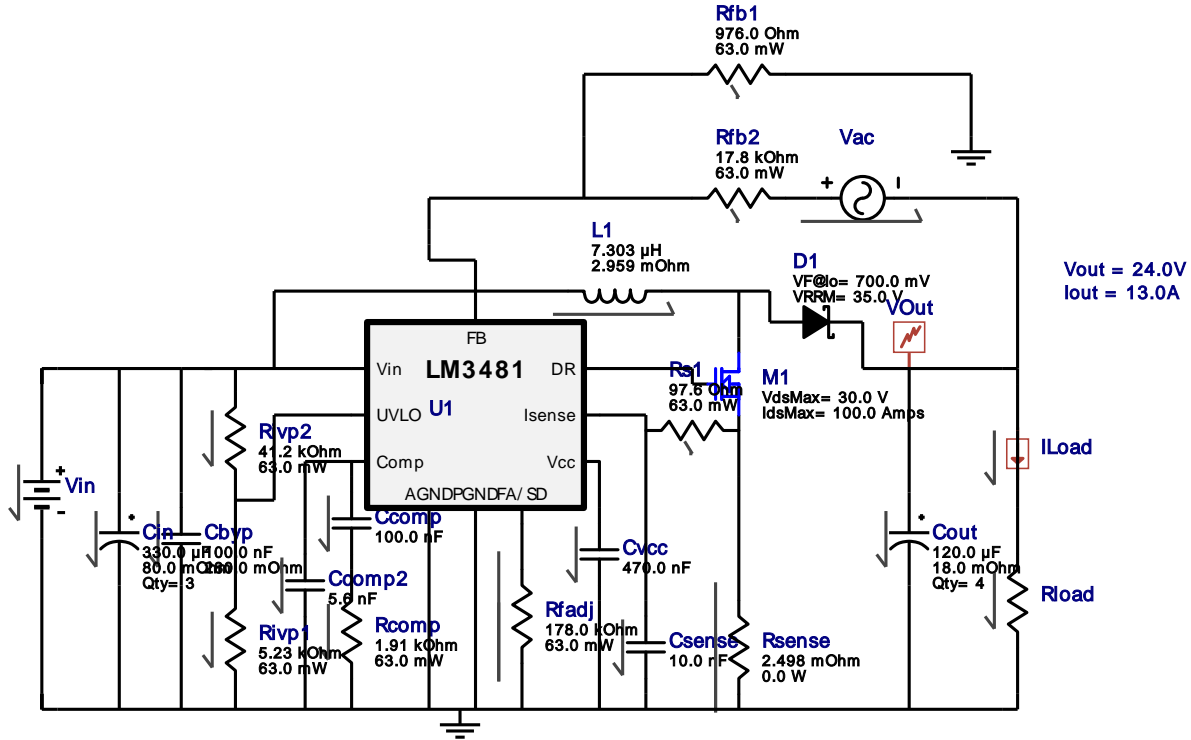 Rfb1
976.0 Ohm
63.0 mW
Rfb2
17.8 kOhm
63.0 mW
Vac
+
L1
7.303 µH
2.959 mOhm
D1
VF@Io= 700.0 mV
VRRM= 35.0 V
VOut
Vout = 24.0V
Iout = 13.0A
FB
LM3481
U1
Vin
UVLO
Comp
DR
Isense
Vcc
AGNDPGNDFA/ SD
Rs1
97.6 Ohm
63.0 mW
M1
VdsMax= 30.0 V
IdsMax= 100.0 Amps
Rivp2
41.2 kOhm
63.0 mW
ILoad
+
Vin
-
+
Cin
330.0 µF
80.0 mOhm
Qty= 3
Cbyp
100.0 nF
Ccomp
100.0 nF
Cvcc
470.0 nF
+
Cout
120.0 µF
18.0 mOhm
Qty= 4
Ccomp2
5.6 nF
Rload
Rivp1
5.23 kOhm
63.0 mW
Rcomp
1.91 kOhm
63.0 mW
Rfadj
178.0 kOhm
63.0 mW
Csense
10.0 nF
Rsense
2.498 mOhm
0.0 W